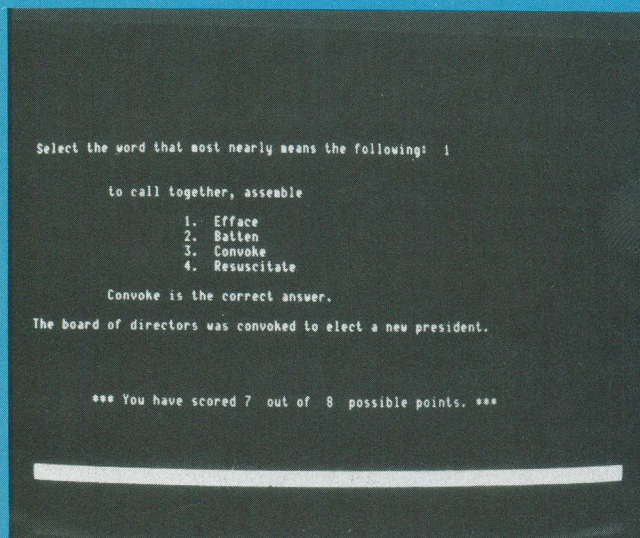 Select the word that most nearly means the following: 1
to call together, assemble
1. Efface
2. Batten
3. Convoke
4. Resuscitate
Convoke is the correct answer.
The board of directors was convoked to elect a new president.
*** You have scored 7 out of 8 possible points. ***